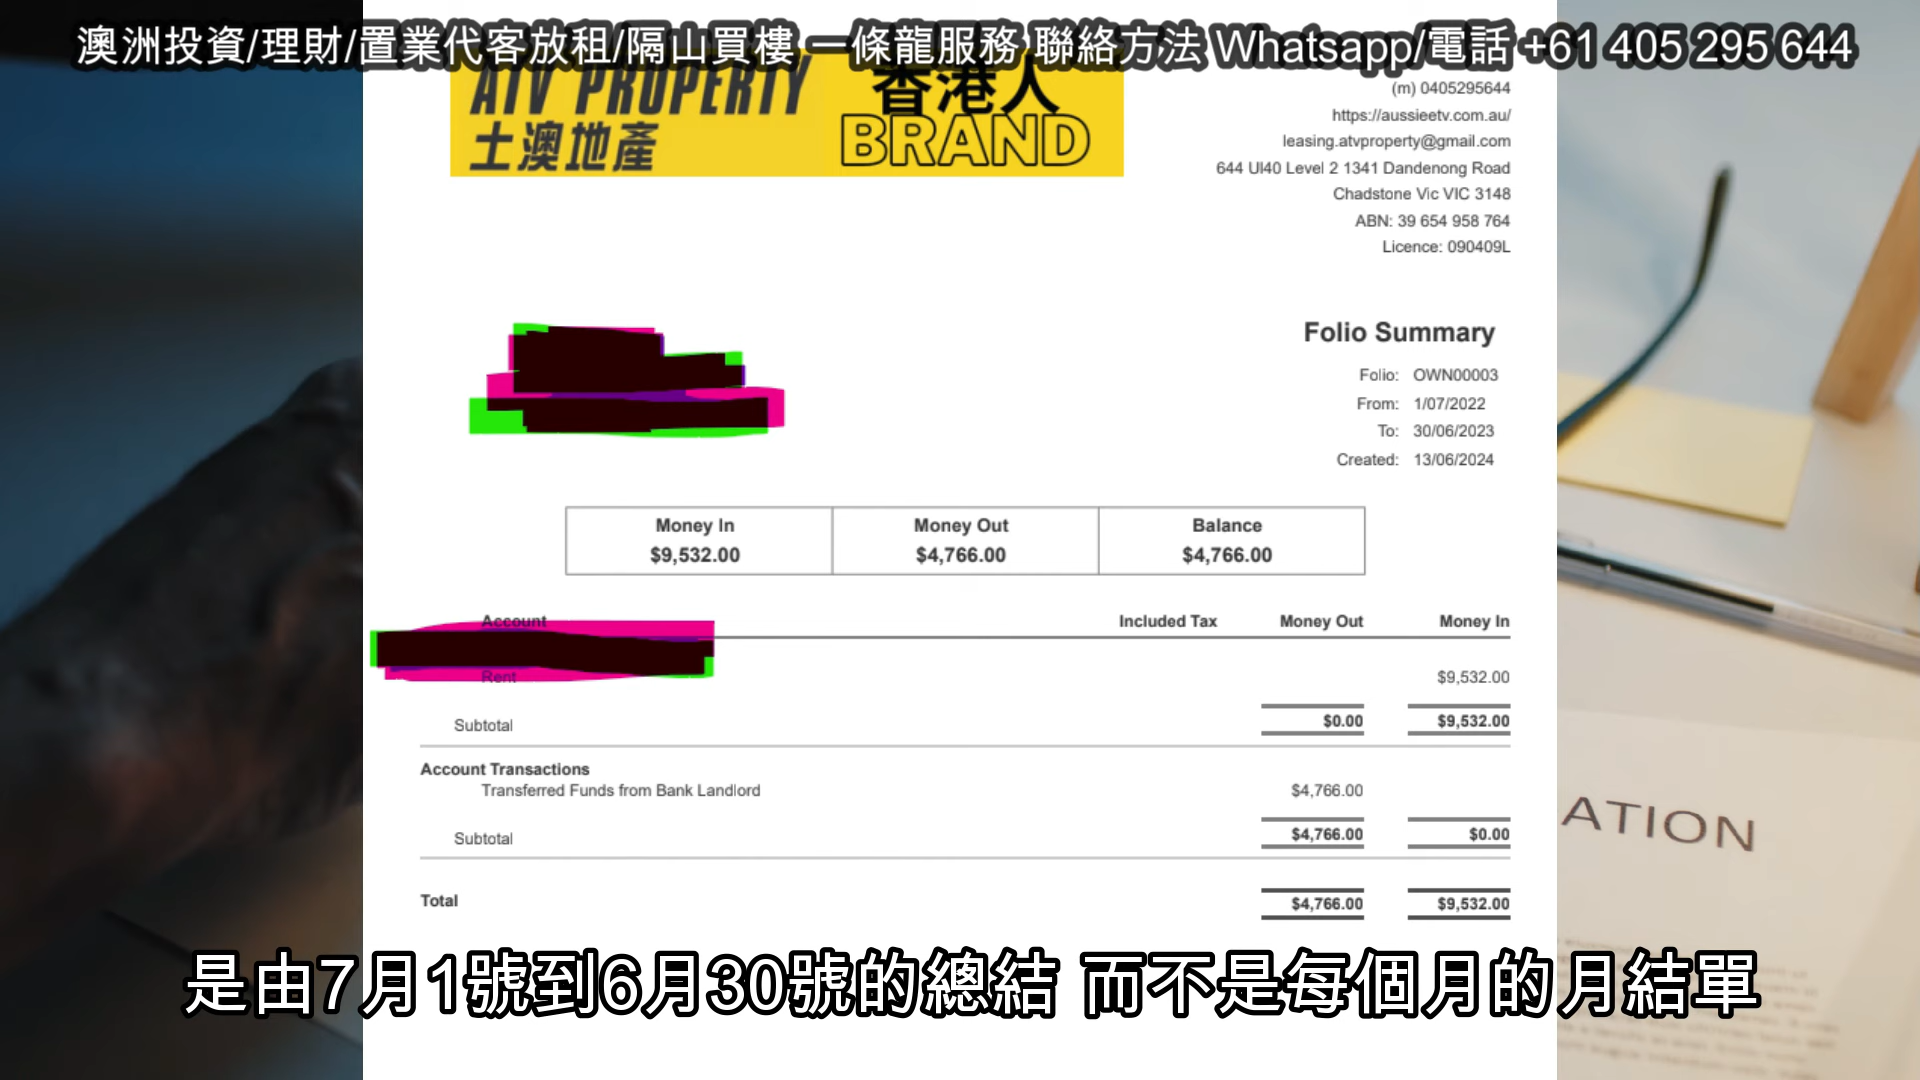 澳洲投資/理財/置業代客放租/隔山買樓 一條龍服務 聯絡方法 Whatsapp/電話 +61 405 295 644
ATV PROPERTY
土澳地產
香港人
BRAND
(m) 0405295644
https://aussieetv.com.au/
leasing.atvproperty@gmail.com
644 UI40 Level 2 1341 Dandenong Road
Chadstone Vic VIC 3148
ABN: 39 654 958 764
Licence: 090409L
Folio Summary
Folio: OWN00003
From: 1/07/2022
To: 30/06/2023
Created: 13/06/2024
Money In Money Out Balance
$9,532.00 $4,766.00 $4,766.00
Account Included Tax Money Out Money In
Rent $9,532.00
Subtotal $0.00 $9,532.00
Account Transactions
Transferred Funds from Bank Landlord $4,766.00
Subtotal $4,766.00 $0.00
Total $4,766.00 $9,532.00
ATION
是由7月1號到6月30號的總結 而不是每個月的月結單